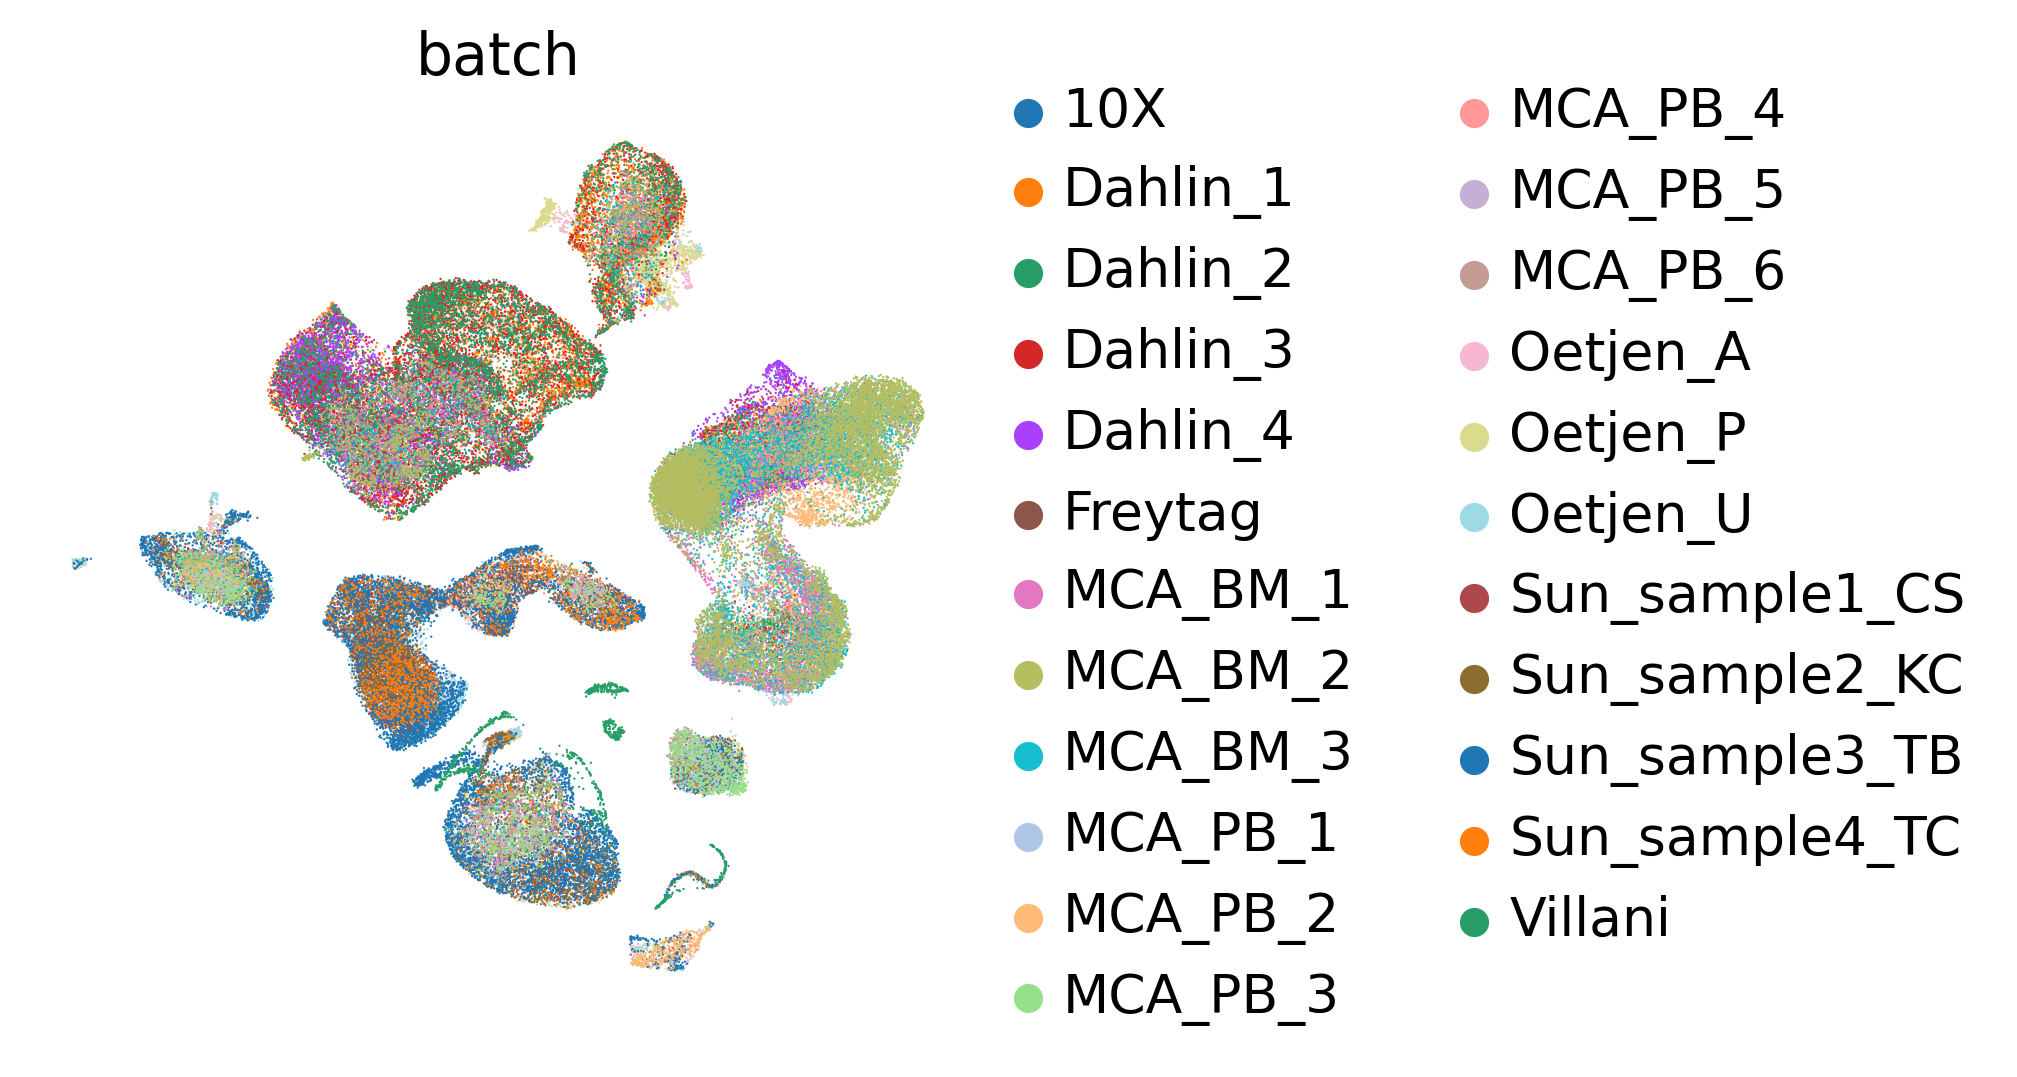 batch
10X
Dahlin_1
Dahlin_2
Dahlin_3
Dahlin_4
Freytag
MCA_BM_1
MCA_BM_2
MCA_BM_3
MCA_PB_1
MCA_PB_2
MCA_PB_3
MCA_PB_4
MCA_PB_5
MCA_PB_6
Oetjen_A
Oetjen_P
Oetjen_U
Sun_sample1_CS
Sun_sample2_KC
Sun_sample3_TB
Sun_sample4_TC
Villani